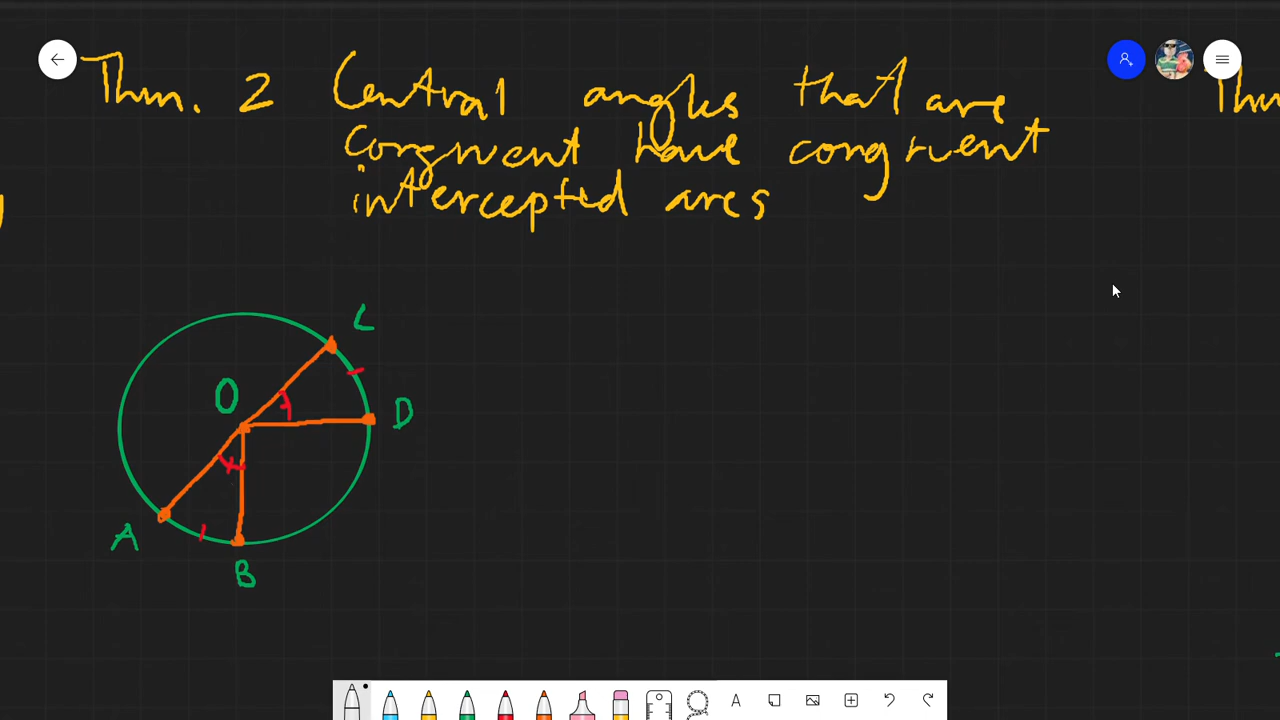 Thm. 2 Central angles that are
congruent have congruent
intercepted arcs
C
O
D
A
B